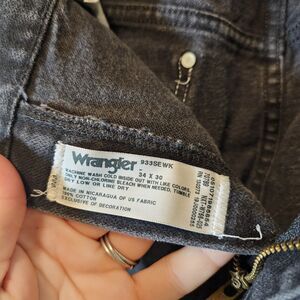 Wrangler 933SEWK
34 X 30
MACHINE WASH COLD INSIDE OUT WITH LIKE COLORS,
ONLY NON-CHLORINE BLEACH WHEN NEEDED, TUMBLE
DRY LOW OR LINE DRY
MADE IN NICARAGUA OF US FABRIC
100% COTTON
EXCLUSIVE OF DECORATION